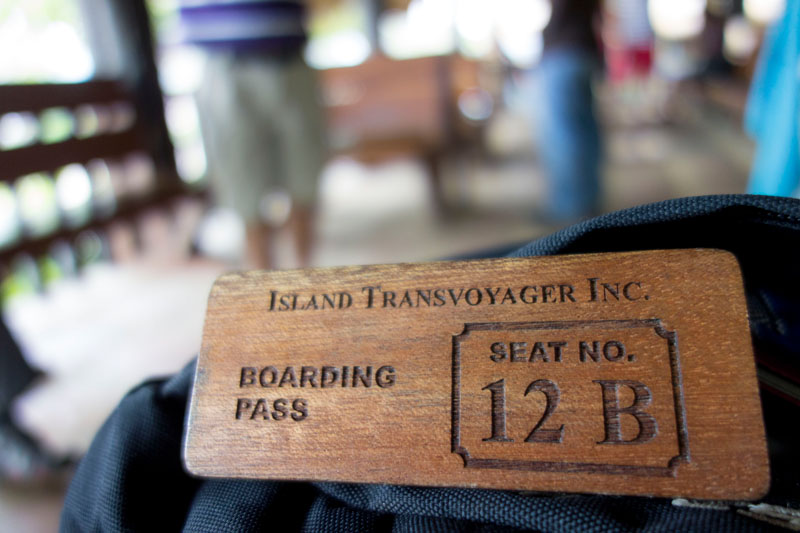 Island Transvoyager Inc.
BOARDING
PASS
SEAT NO.
12 B